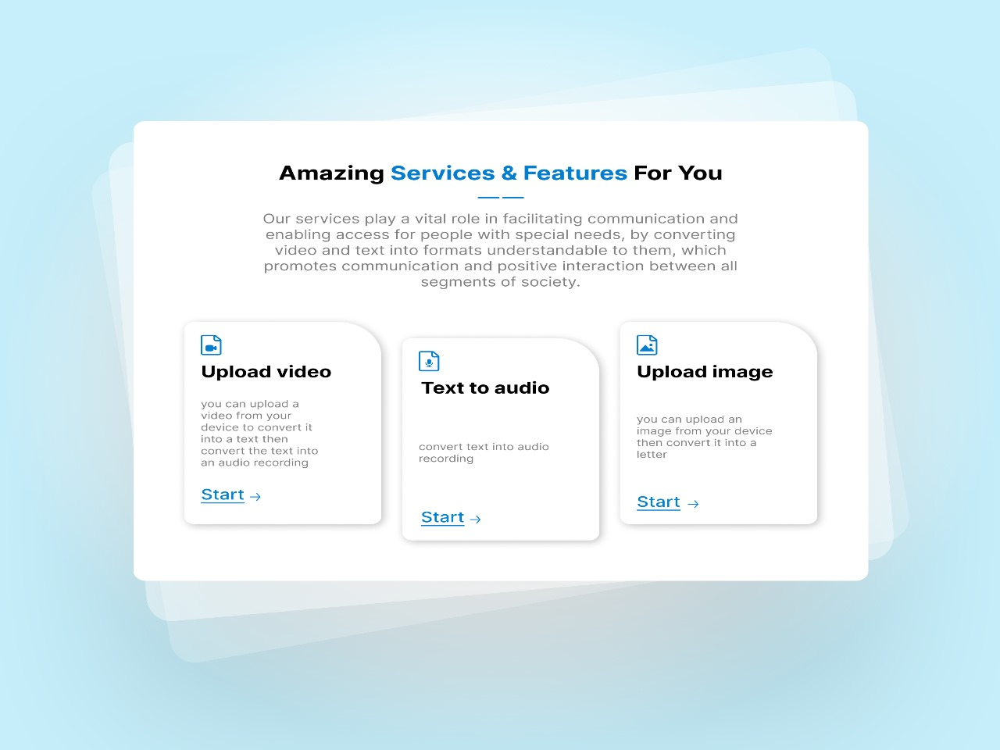 Amazing Services & Features For You
Our services play a vital role in facilitating communication and
enabling access for people with special needs, by converting
video and text into formats understandable to them, which
promotes communication and positive interaction between all
segments of society.
Upload video
you can upload a
video from your
device to convert it
into a text then
convert the text into
an audio recording
Start →
Text to audio
convert text into audio
recording
Start →
Upload image
you can upload an
image from your device
then convert it into a
letter
Start →